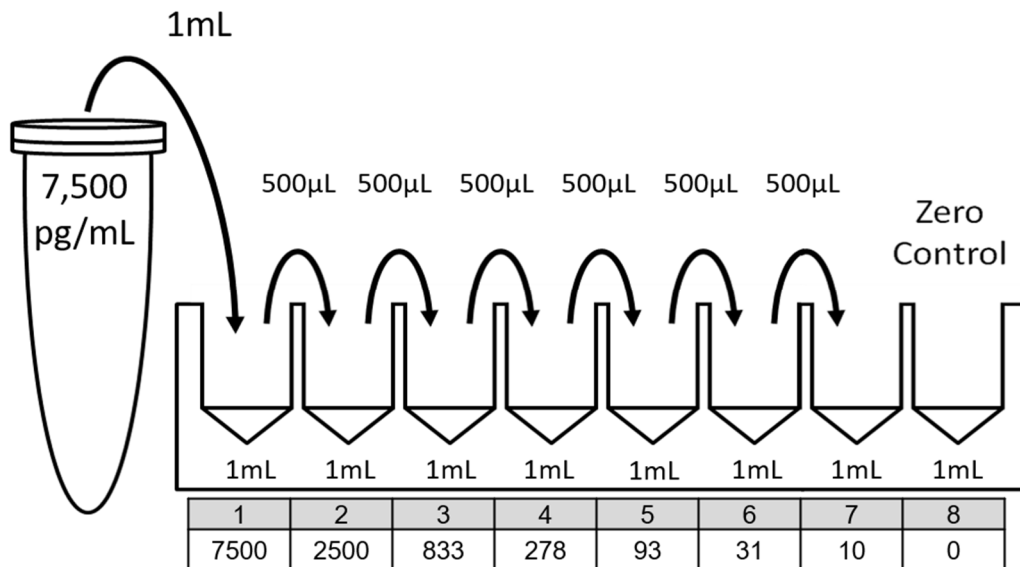 1mL
7,500
pg/mL
500µL 500µL 500µL 500µL 500µL 500µL
Zero
Control
1mL 1mL 1mL 1mL 1mL 1mL 1mL 1mL
1 2 3 4 5 6 7 8
7500 2500 833 278 93 31 10 0